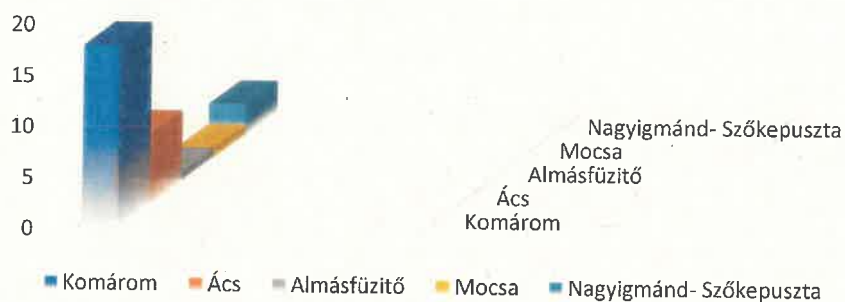 20
15
10
5
0
Nagyigmánd- Szőkepuszta
Mocsa
Almásfüzitő
Ács
Komárom
Komárom Ács Almásfüzitő Mocsa Nagyigmánd- Szőkepuszta